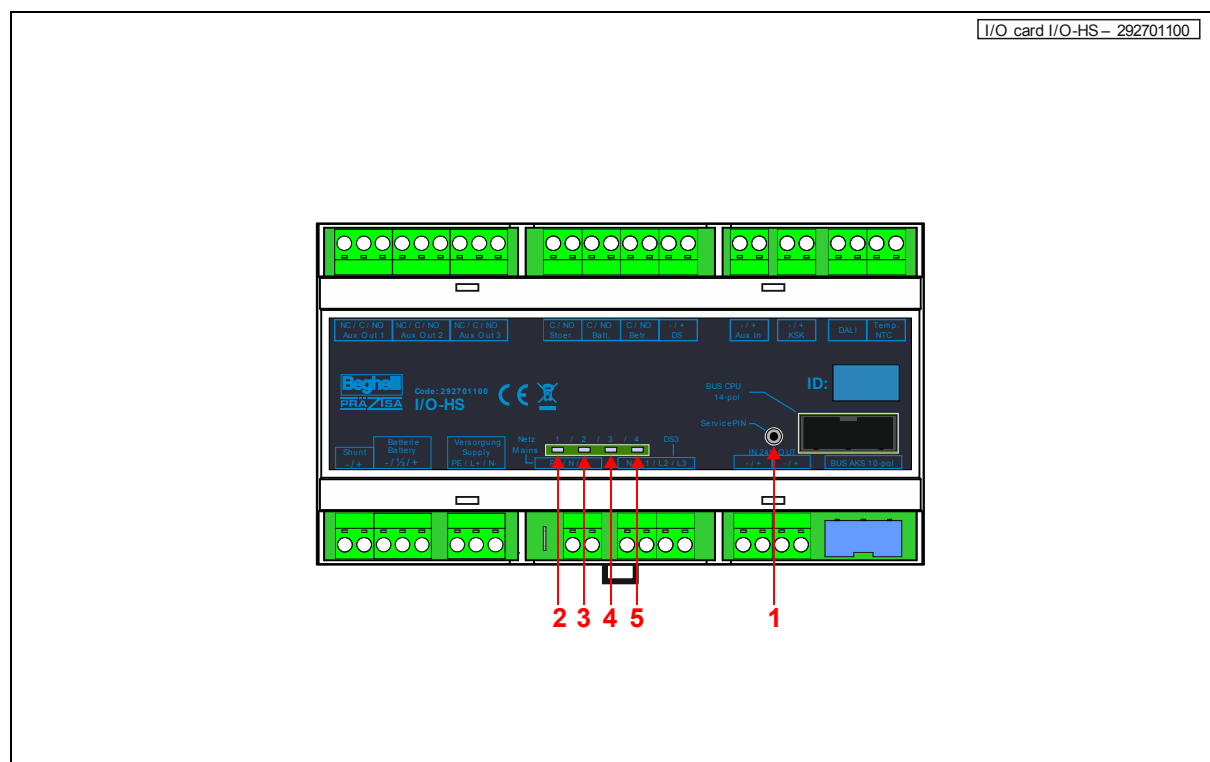 I/O card I/O-HS – 292701100
NC / C / NO NC / C / NO NC / C / NO C / NO C / NO C / NO - / + - / + - / + DALI Temp.
Aux Out 1 Aux Out 2 Aux Out 3 Stoer. Batt. Betr. DS Aux In KSK NTC
BUS CPU
14-pol
ID:
Beghelli
PRÄZISA
Code: 292701100
I/O-HS
CE
ServicePIN
Shunt
- / +
Batterie
Battery
- / ½ / +
Versorgung
Supply
PE / L+ / N-
Netz
Mains
1 / 2 / 3 / 4
DS3
/ L2 / L3
- / +
/ +
BUS AKS 10-pol
2 3 4 5 1